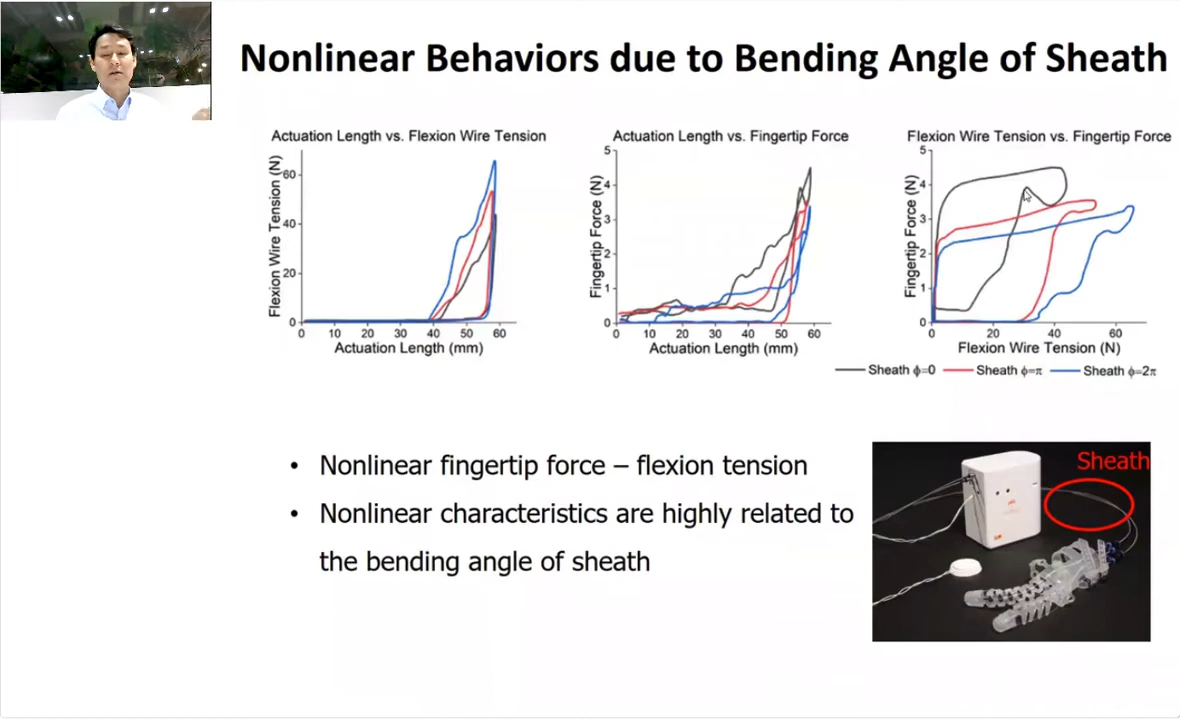 Nonlinear Behaviors due to Bending Angle of Sheath
Actuation Length vs. Flexion Wire Tension
Flexion Wire Tension (N)
60
40
20
0
0 10 20 30 40 50 60
Actuation Length (mm)
Actuation Length vs. Fingertip Force
Fingertip Force (N)
5
4
3
2
1
0
0 10 20 30 40 50 60
Actuation Length (mm)
Flexion Wire Tension vs. Fingertip Force
Fingertip Force (N)
5
4
3
2
1
0
0 20 40 60
Flexion Wire Tension (N)
Sheath ϕ=0 Sheath ϕ=π Sheath ϕ=2π
• Nonlinear fingertip force – flexion tension
• Nonlinear characteristics are highly related to
the bending angle of sheath
Sheath